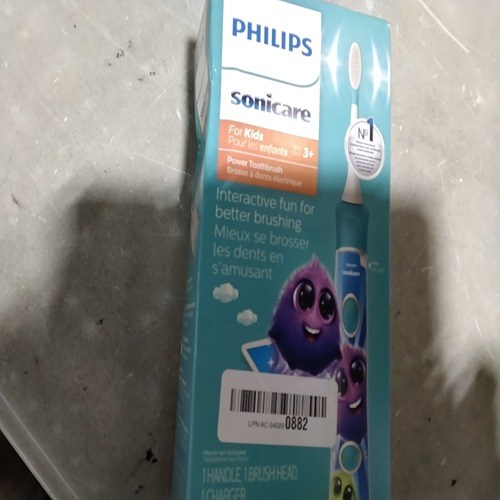 PHILIPS
sonicare
For Kids
Pour les enfants
3+
Power Toothbrush
Brosse à dents électrique
Nº1
Interactive fun for
better brushing
Mieux se brosser
les dents en
s'amusant
sonicare
0882
1 HANDLE, 1 BRUSH HEAD,
1 CHARGER